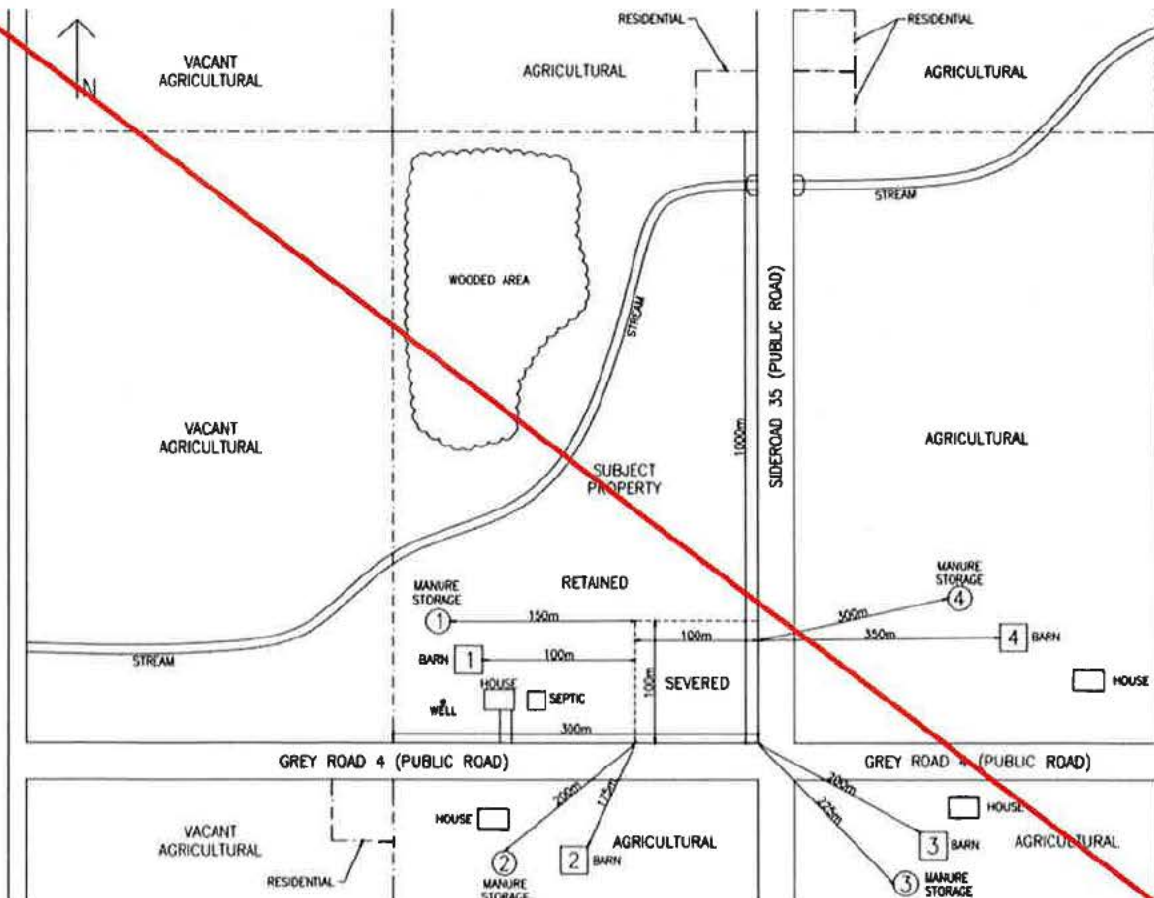 RESIDENTIAL
RESIDENTIAL
N
VACANT
AGRICULTURAL
AGRICULTURAL
AGRICULTURAL
STREAM
WOODED AREA
STREAM
SIDEROAD 35 (PUBLIC ROAD)
1000m
VACANT
AGRICULTURAL
AGRICULTURAL
SUBJECT
PROPERTY
RETAINED
MANURE
STORAGE
1
150m
MANURE
STORAGE
4
300m
100m
350m
4
BARN
STREAM
BARN
1
100m
100m
SEVERED
HOUSE
HOUSE
SEPTIC
WELL
300m
GREY ROAD 4 (PUBLIC ROAD)
GREY ROAD 4 (PUBLIC ROAD)
200m
175m
200m
225m
HOUSE
HOUSE
VACANT
AGRICULTURAL
AGRICULTURAL
AGRICULTURAL
2
2
BARN
3
BARN
RESIDENTIAL
MANURE
STORAGE
3
MANURE
STORAGE